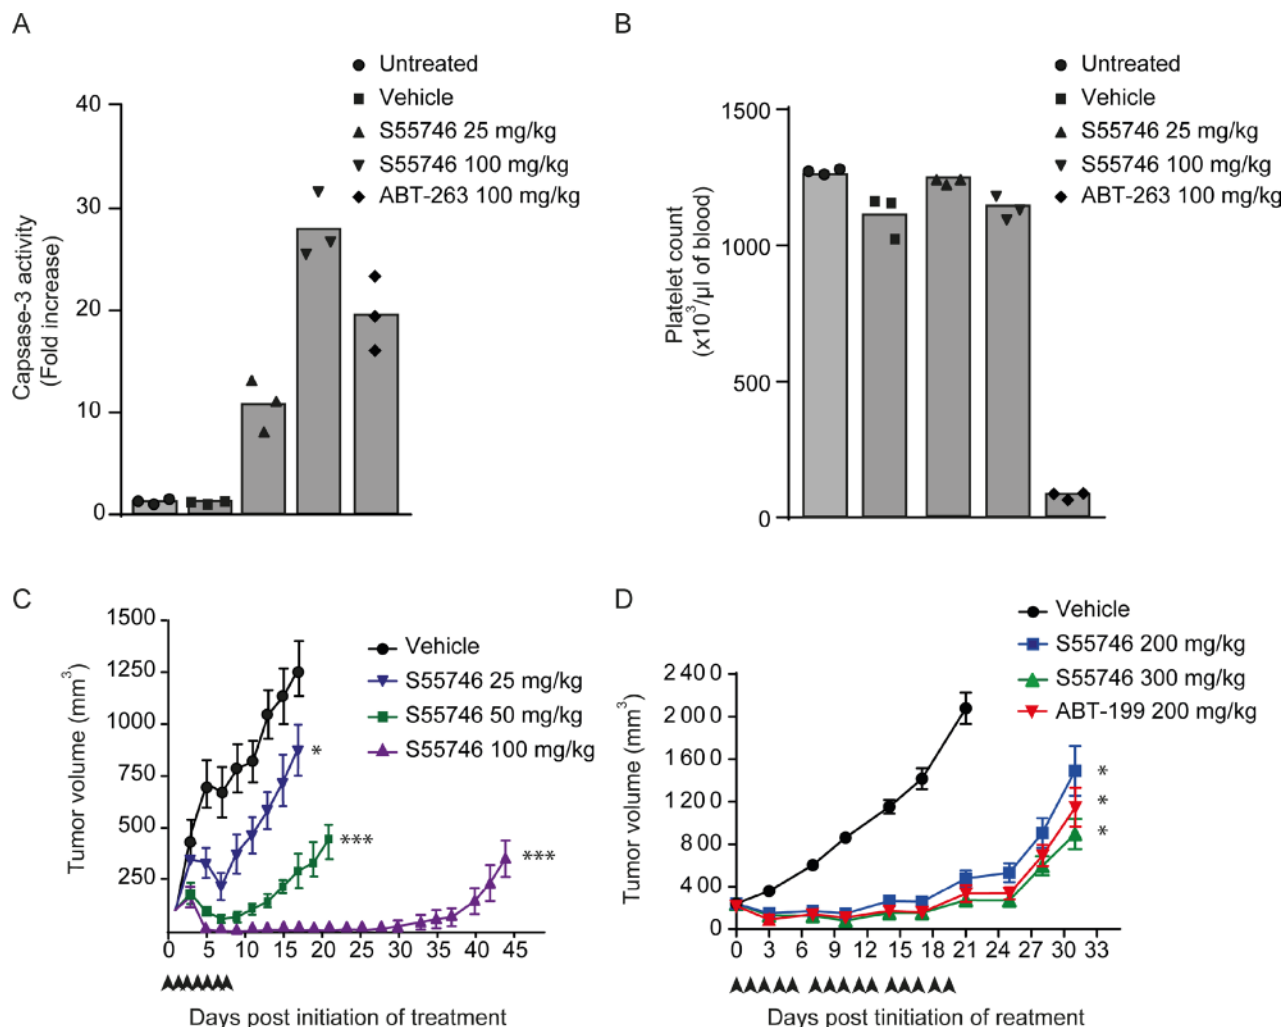 A
Untreated
Vehicle
S55746 25 mg/kg
S55746 100 mg/kg
ABT-263 100 mg/kg
40
30
20
10
0
Capsase-3 activity
(Fold increase)
B
Untreated
Vehicle
S55746 25 mg/kg
S55746 100 mg/kg
ABT-263 100 mg/kg
1500
1000
500
0
Platelet count
(x10³/µl of blood)
C
Vehicle
S55746 25 mg/kg
S55746 50 mg/kg
S55746 100 mg/kg
1500
1250
1000
750
500
250
Tumor volume (mm³)
*
***
***
0 5 10 15 20 25 30 35 40 45
Days post initiation of treatment
D
Vehicle
S55746 200 mg/kg
S55746 300 mg/kg
ABT-199 200 mg/kg
2400
2000
1600
1200
800
400
0
Tumor volume (mm³)
*
*
*
0 3 6 9 12 15 18 21 24 27 30 33
Days post tinitiation of reatment